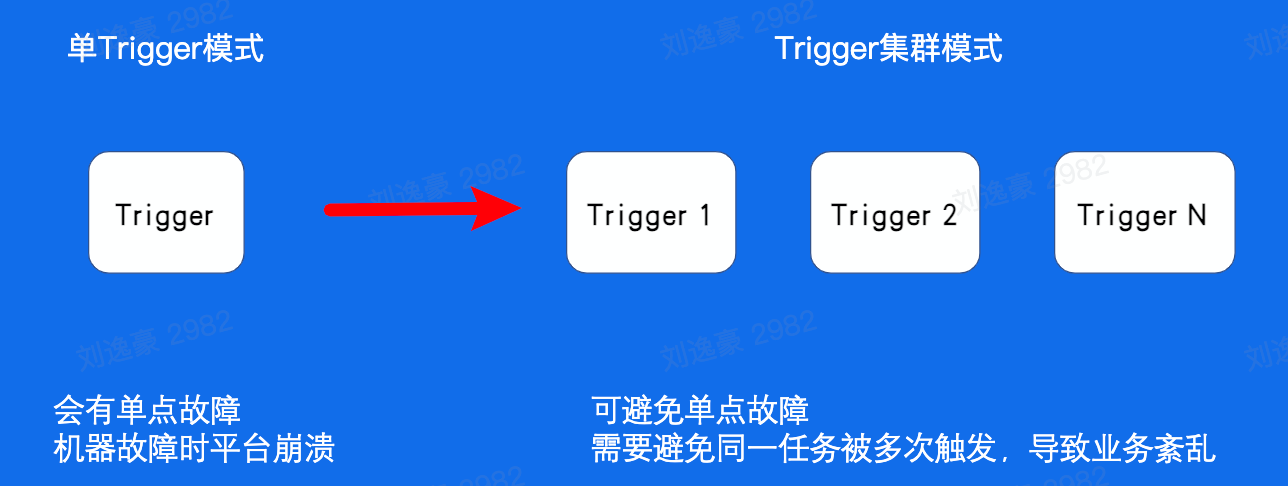 单Trigger模式
Trigger集群模式
Trigger
Trigger 1
Trigger 2
Trigger N
会有单点故障
机器故障时平台崩溃
可避免单点故障
需要避免同一任务被多次触发，导致业务紊乱
刘逸豪 2982
刘逸豪 2982
刘逸豪 2982
刘逸豪 2982
刘逸豪 2982
刘逸豪 2982